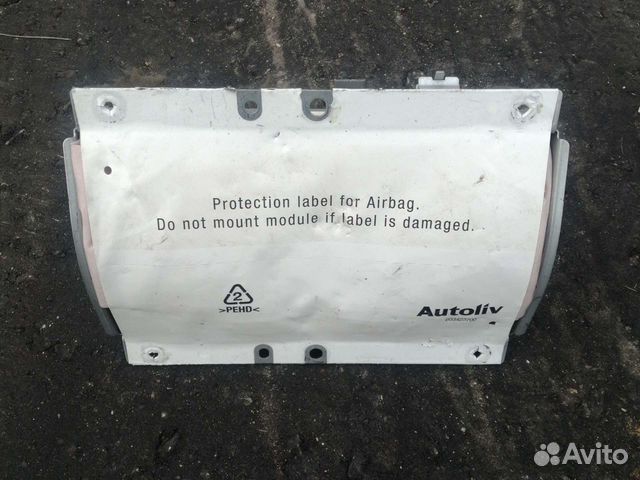 Protection label for Airbag.
Do not mount module if label is damaged.
2
>PEHD<
Autoliv
Avito